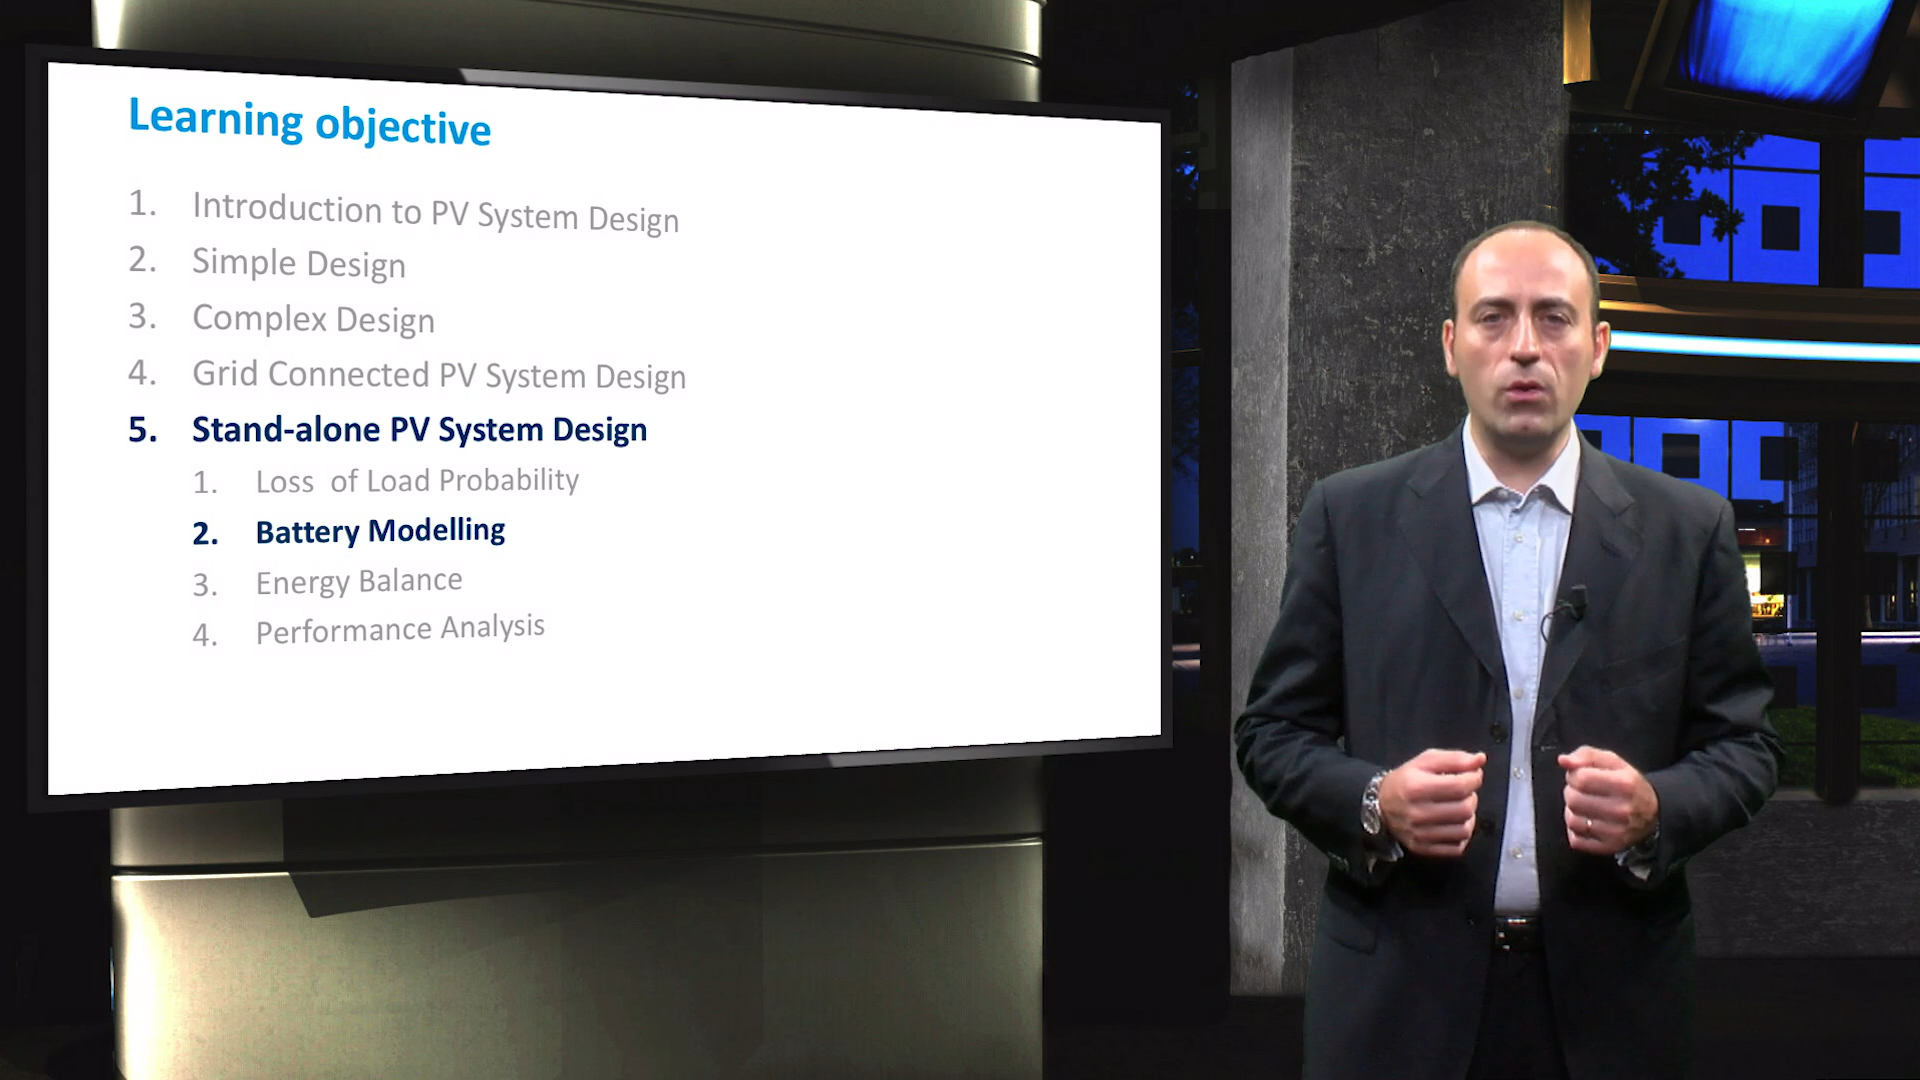 Learning objective
1. Introduction to PV System Design
2. Simple Design
3. Complex Design
4. Grid Connected PV System Design
5. Stand-alone PV System Design
1. Loss of Load Probability
2. Battery Modelling
3. Energy Balance
4. Performance Analysis